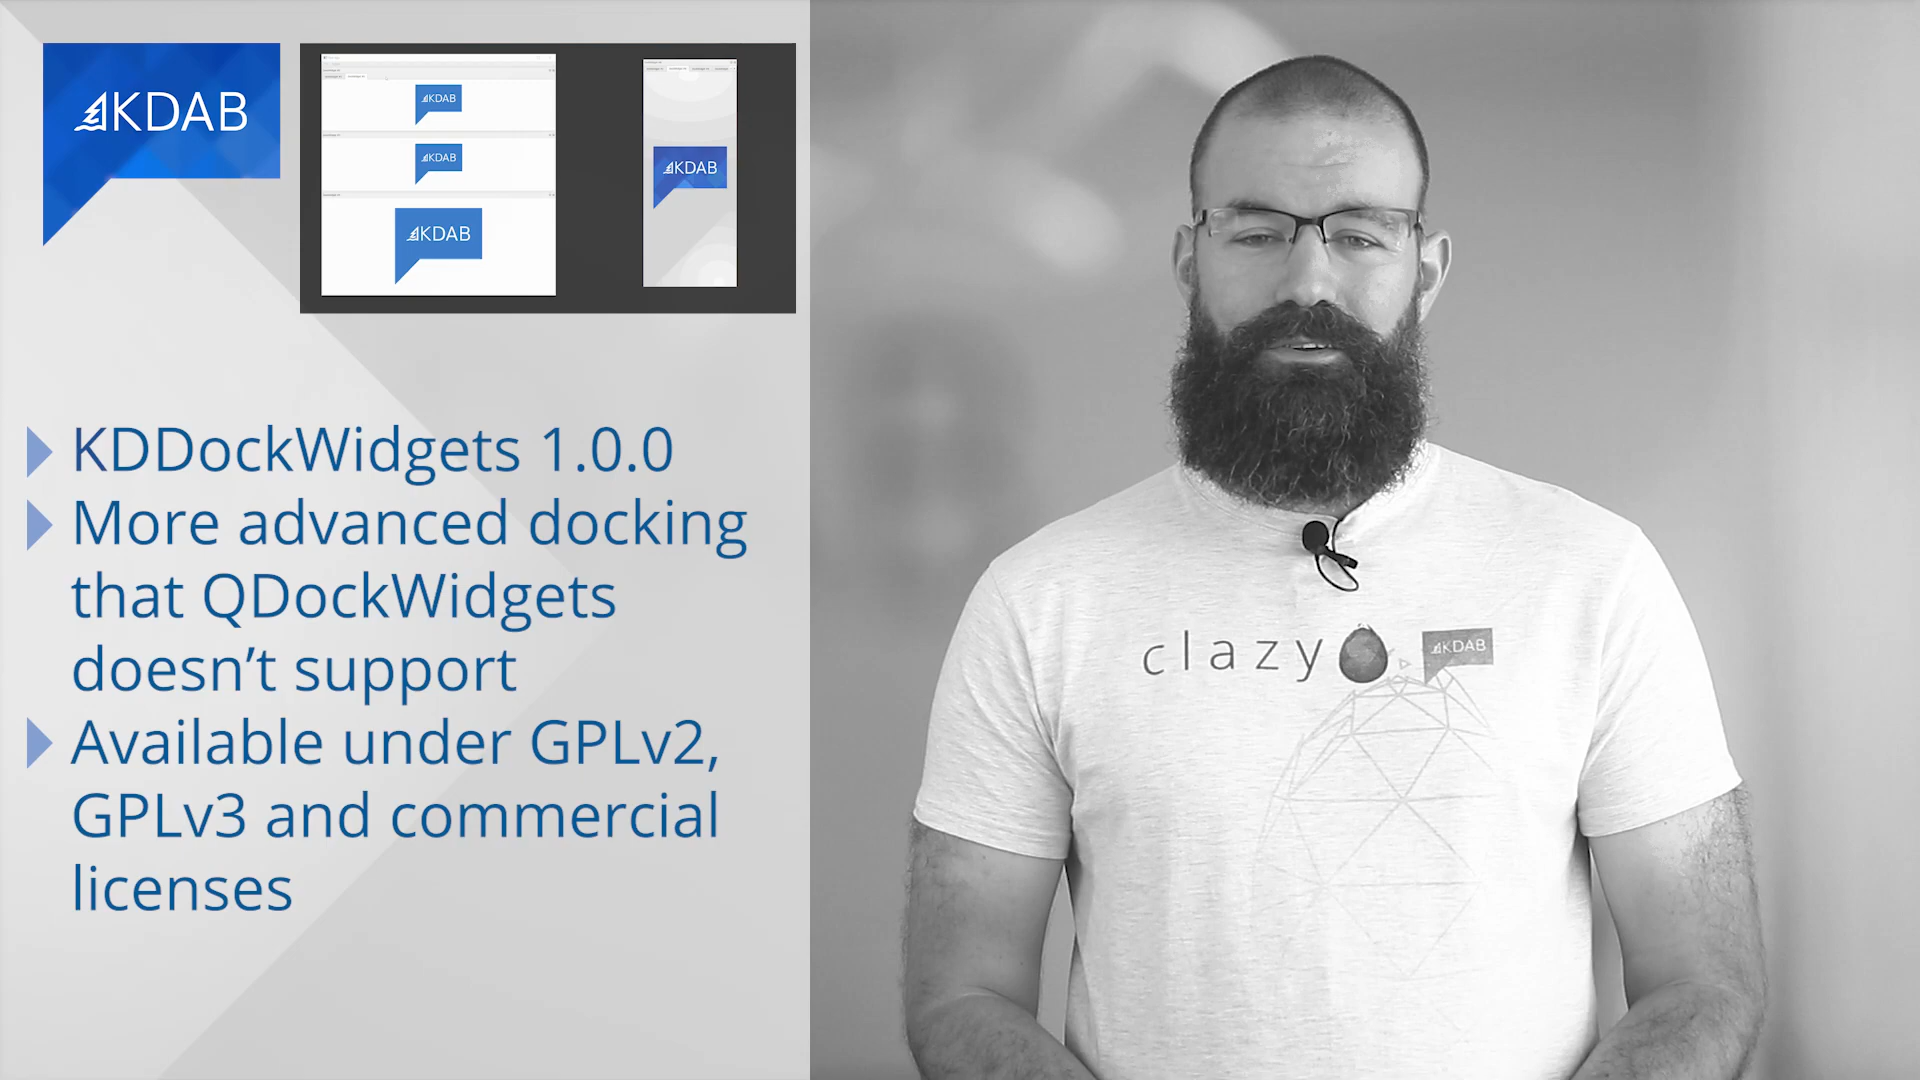 KDAB
KDAB
KDAB
KDAB
KDAB
KDDockWidgets 1.0.0
More advanced docking
that QDockWidgets
doesn’t support
Available under GPLv2,
GPLv3 and commercial
licenses
clazy
KDAB